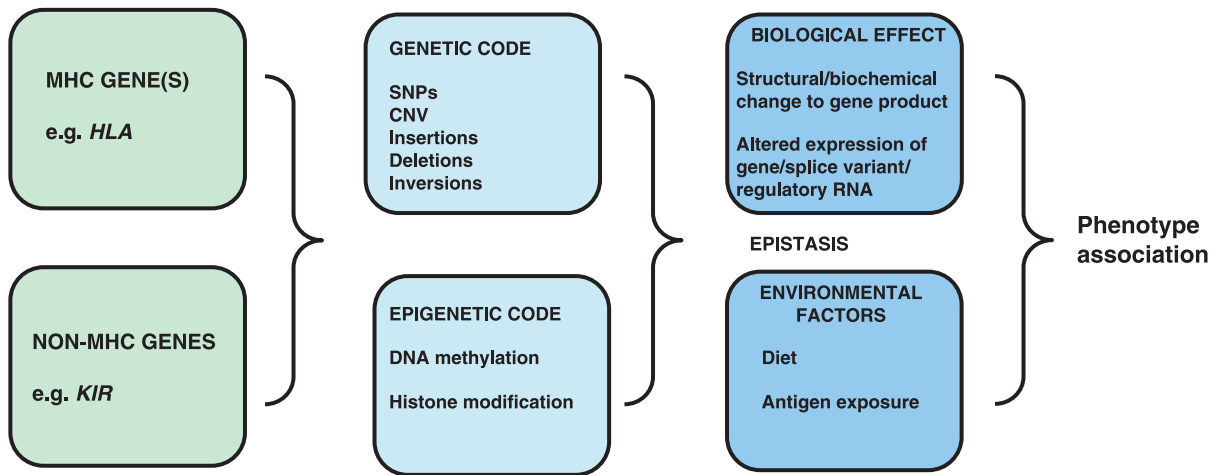 MHC GENE(S)
e.g. HLA
NON-MHC GENES
e.g. KIR
GENETIC CODE
SNPs
CNV
Insertions
Deletions
Inversions
EPIGENETIC CODE
DNA methylation
Histone modification
BIOLOGICAL EFFECT
Structural/biochemical
change to gene product
Altered expression of
gene/splice variant/
regulatory RNA
EPISTASIS
ENVIRONMENTAL
FACTORS
Diet
Antigen exposure
Phenotype
association